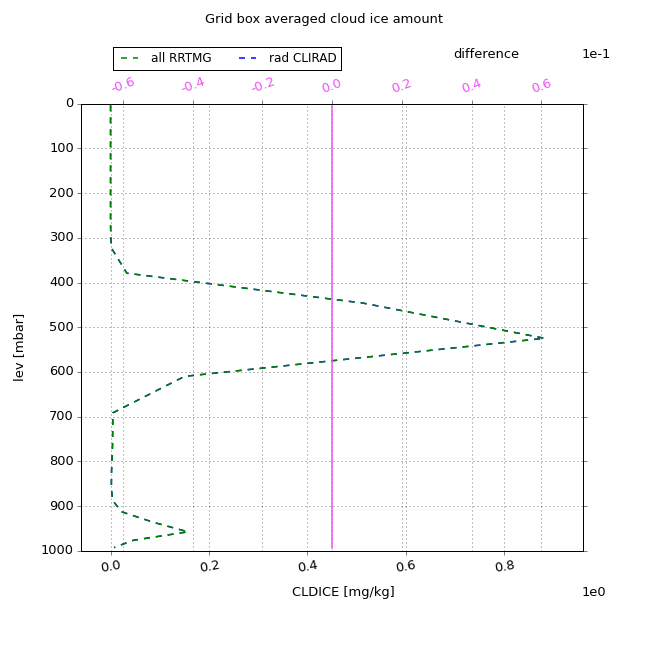 Grid box averaged cloud ice amount
all RRTMG rad CLIRAD
difference 1e-1
-0.6 -0.4 -0.2 0.0 0.2 0.4 0.6
0
100
200
300
400
500
600
700
800
900
1000
lev [mbar]
0.0 0.2 0.4 0.6 0.8
CLDICE [mg/kg] 1e0